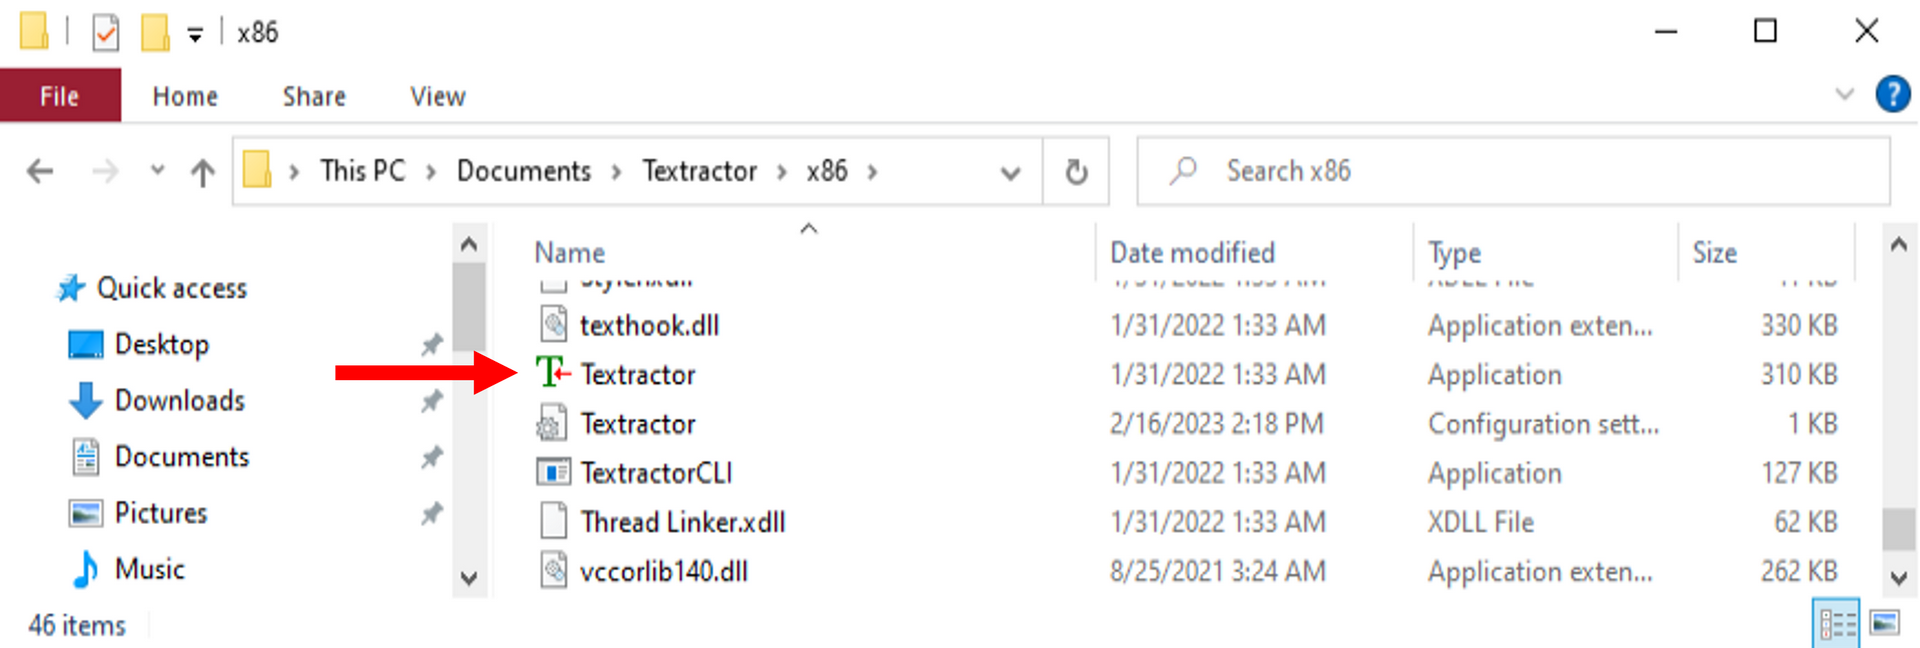 x86
File Home Share View
This PC > Documents > Textractor > x86 >
Search x86
Name Date modified Type Size
Quick access
Desktop
Downloads
Documents
Pictures
Music
texthook.dll 1/31/2022 1:33 AM Application exten... 330 KB
Textractor 1/31/2022 1:33 AM Application 310 KB
Textractor 2/16/2023 2:18 PM Configuration sett... 1 KB
TextractorCLI 1/31/2022 1:33 AM Application 127 KB
Thread Linker.xdll 1/31/2022 1:33 AM XDLL File 62 KB
vccorlib140.dll 8/25/2021 3:24 AM Application exten... 262 KB
46 items